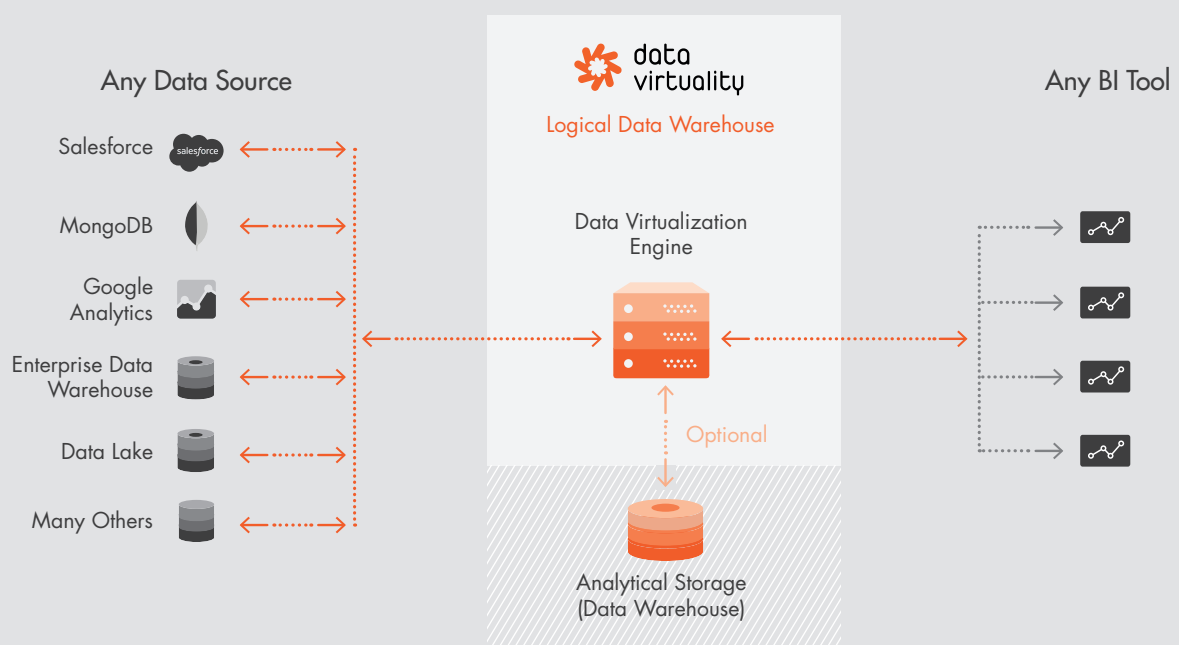 Any Data Source
Salesforce
salesforce
MongoDB
Google
Analytics
Enterprise Data
Warehouse
Data Lake
Many Others
data
virtuality
Logical Data Warehouse
Data Virtualization
Engine
Optional
Analytical Storage
(Data Warehouse)
Any BI Tool